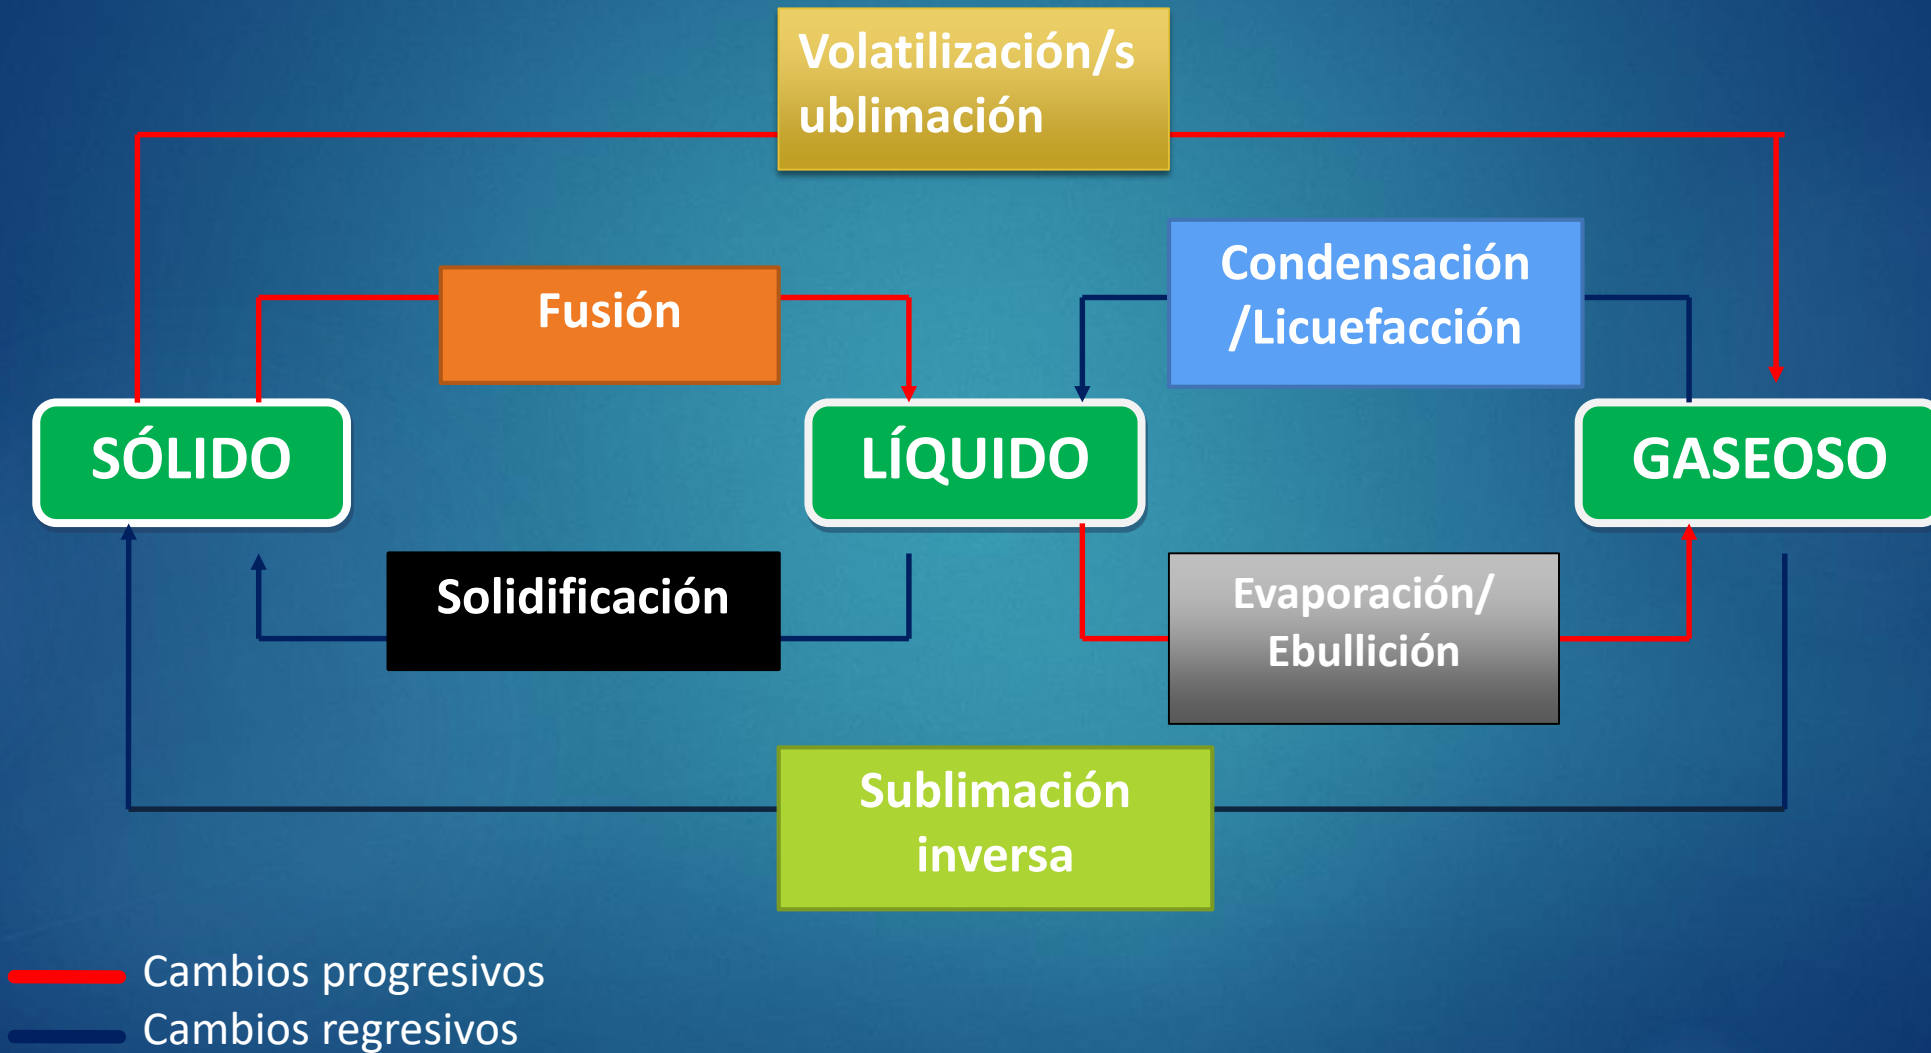 Volatilización/s
ublimación
Fusión
Condensación
/Licuefacción
SÓLIDO
LÍQUIDO
GASEOSO
Solidificación
Evaporación/
Ebullición
Sublimación
inversa
Cambios progresivos
Cambios regresivos